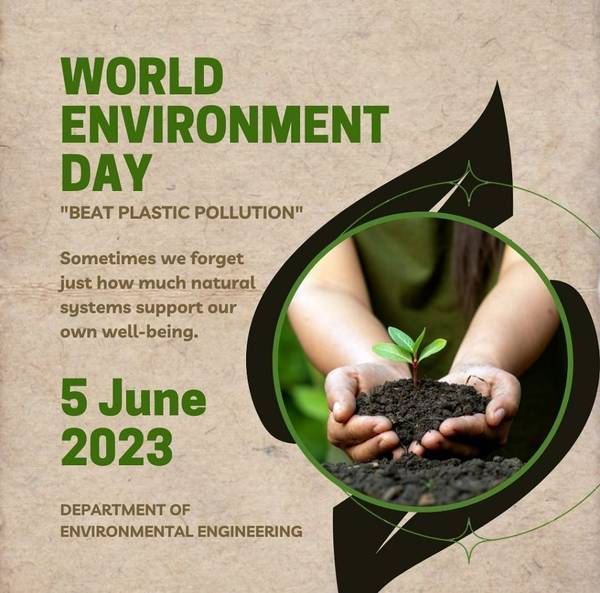 WORLD
ENVIRONMENT
DAY
"BEAT PLASTIC POLLUTION"
Sometimes we forget
just how much natural
systems support our
own well-being.
5 June
2023
DEPARTMENT OF
ENVIRONMENTAL ENGINEERING